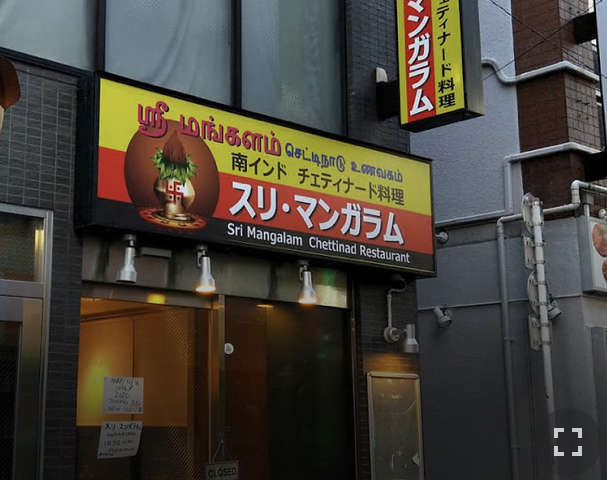 ஸ்ரீ மங்களம் செட்டிநாடு உணவகம்
南インド チェティナード料理
スリ・マンガラム
Sri Mangalam Chettinad Restaurant
マンガラム
ェティナード料理
CLOSED